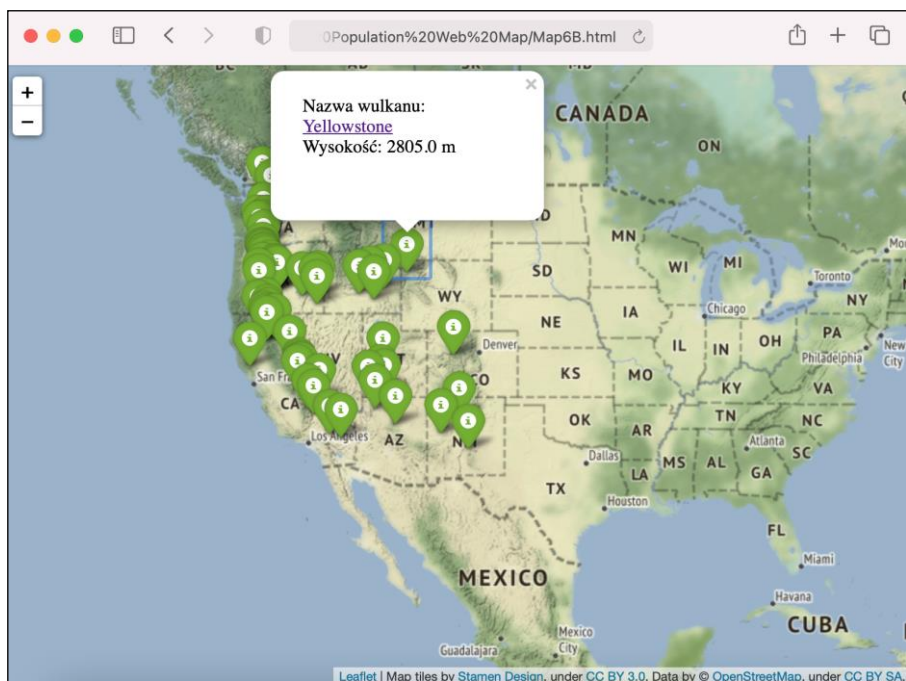 0Population%20Web%20Map/Map6B.html
+
−
Nazwa wulkanu:
Yellowstone
Wysokość: 2805.0 m
CANADA
ON
MN
WI
MI
SD
WY
Toronto
Chicago
NY
NE
IA
IL
IN
OH
PA
Philadelphia
New
City
Denver
KS
MO
KY
VA
CA
AZ
OK
AR
TN
NC
Los Angeles
Atlanta
SC
Dallas
LA
MS
AL
GA
TX
Houston
FL
Miami
MEXICO
Havana
CUBA
Guadalajara
Mexico
City
Leaflet | Map tiles by Stamen Design, under CC BY 3.0. Data by © OpenStreetMap, under CC BY SA.